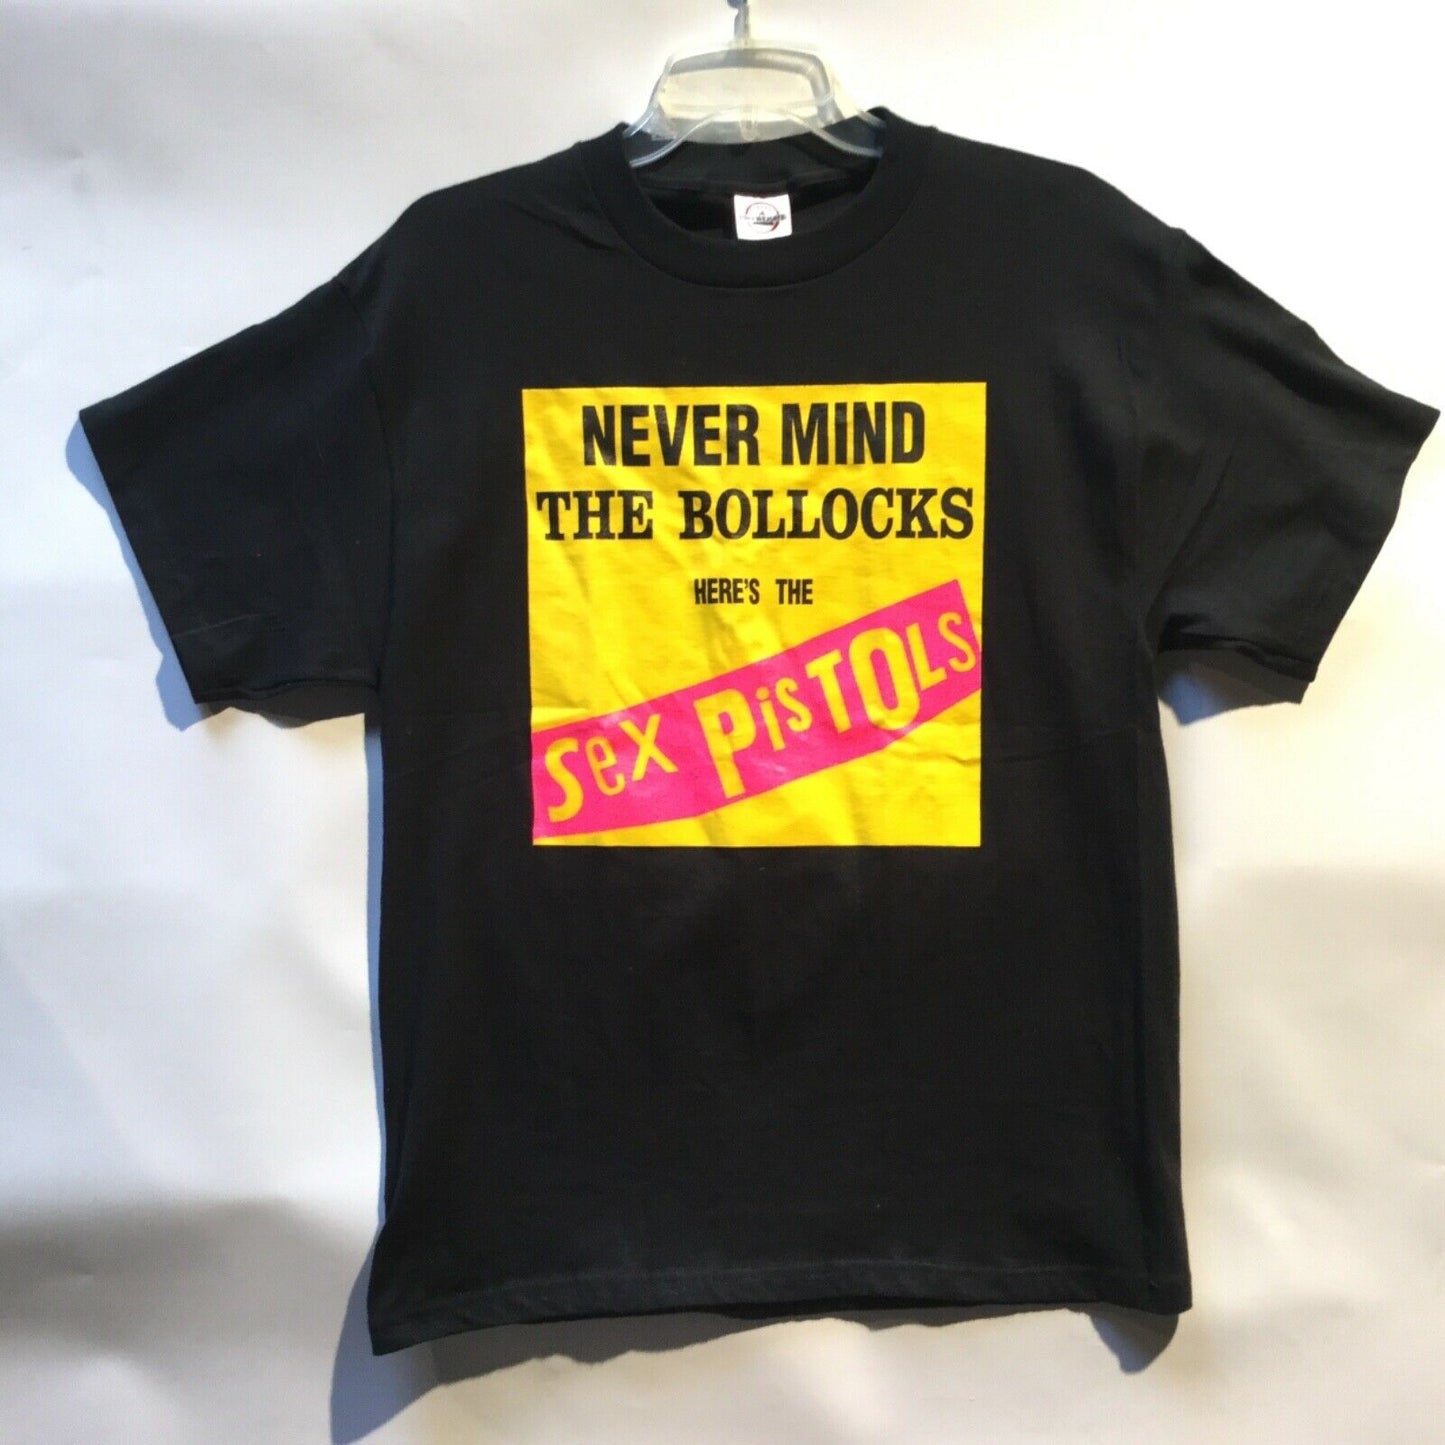 NEVER MIND
THE BOLLOCKS
HERE'S THE
Sex PiSTOLS